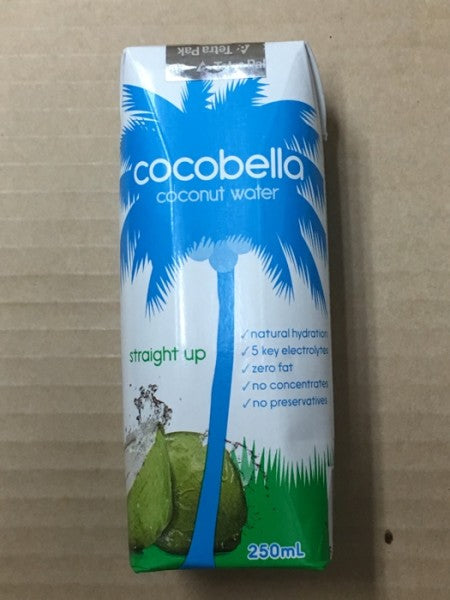 Tetra Pak
cocobella
coconut water
straight up
✓ natural hydration
✓ 5 key electrolytes
✓ zero fat
✓ no concentrates
✓ no preservatives
250mL